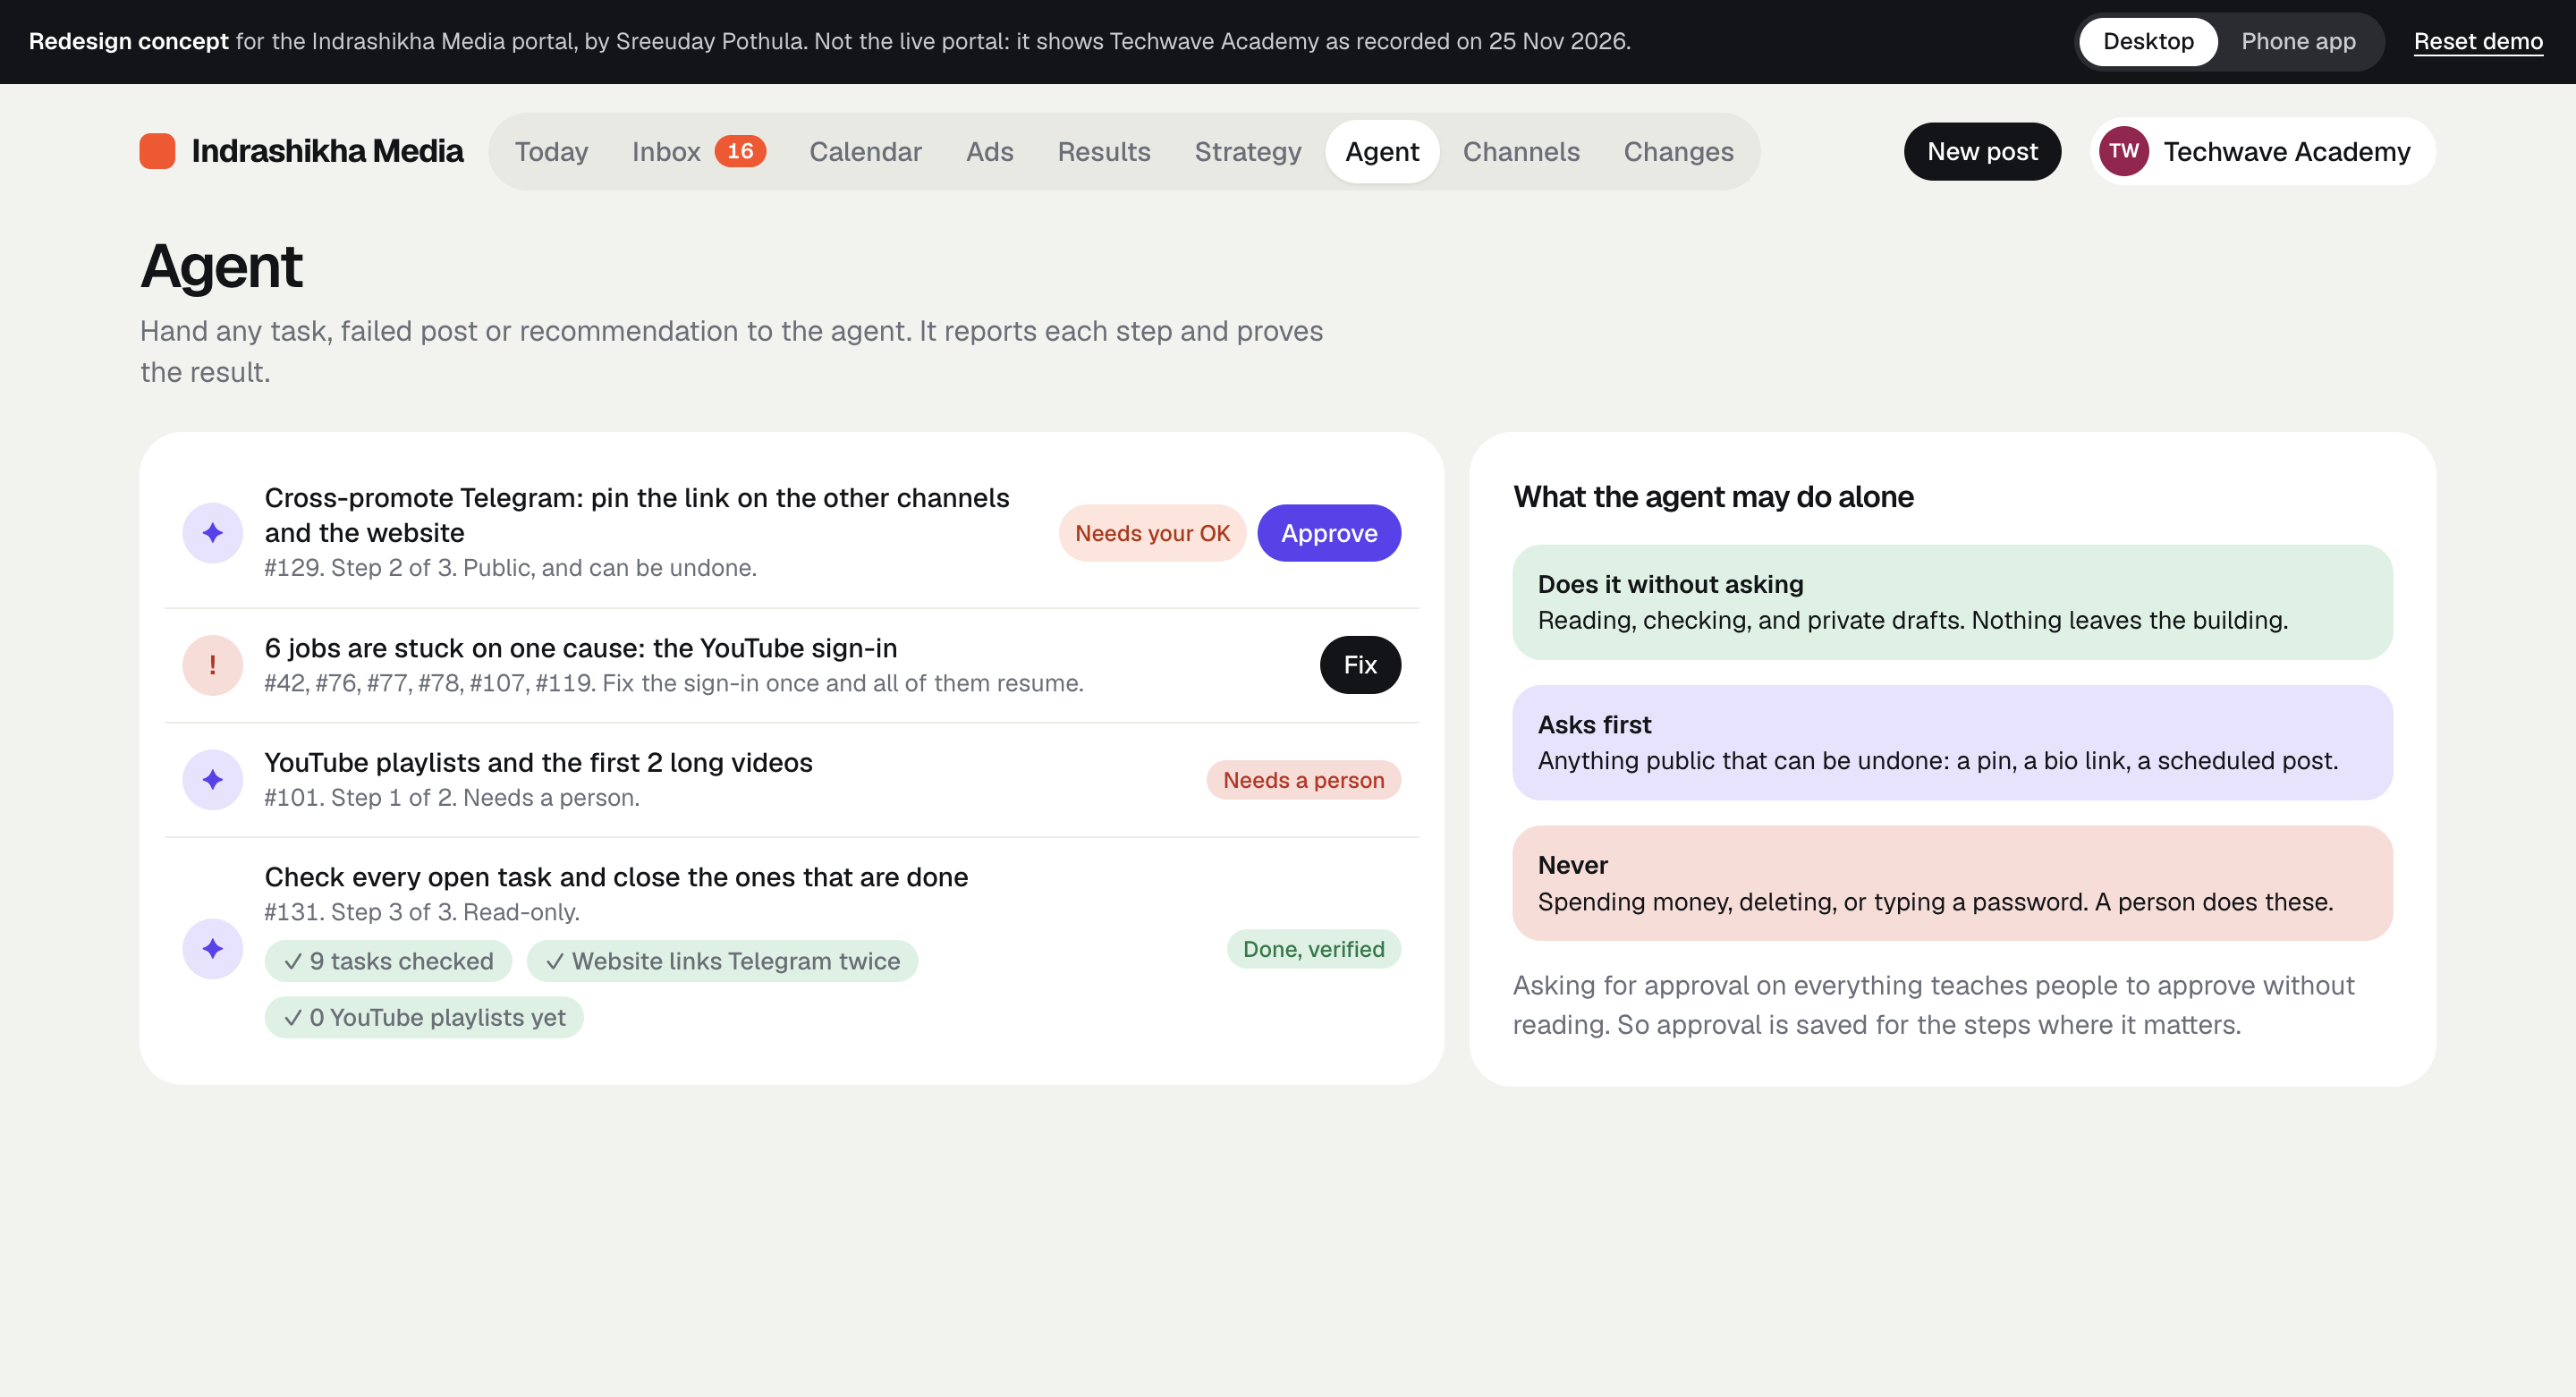 Redesign concept for the Indrashikha Media portal, by Sreeuday Pothula. Not the live portal: it shows Techwave Academy as recorded on 25 Nov 2026.
Desktop
Phone app
Reset demo
Indrashikha Media
Today
Inbox 16
Calendar
Ads
Results
Strategy
Agent
Channels
Changes
New post
TW Techwave Academy
Agent
Hand any task, failed post or recommendation to the agent. It reports each step and proves
the result.
Cross-promote Telegram: pin the link on the other channels
and the website
#129. Step 2 of 3. Public, and can be undone.
Needs your OK
Approve
!
6 jobs are stuck on one cause: the YouTube sign-in
#42, #76, #77, #78, #107, #119. Fix the sign-in once and all of them resume.
Fix
YouTube playlists and the first 2 long videos
#101. Step 1 of 2. Needs a person.
Needs a person
Check every open task and close the ones that are done
#131. Step 3 of 3. Read-only.
✓ 9 tasks checked
✓ Website links Telegram twice
✓ 0 YouTube playlists yet
Done, verified
What the agent may do alone
Does it without asking
Reading, checking, and private drafts. Nothing leaves the building.
Asks first
Anything public that can be undone: a pin, a bio link, a scheduled post.
Never
Spending money, deleting, or typing a password. A person does these.
Asking for approval on everything teaches people to approve without
reading. So approval is saved for the steps where it matters.